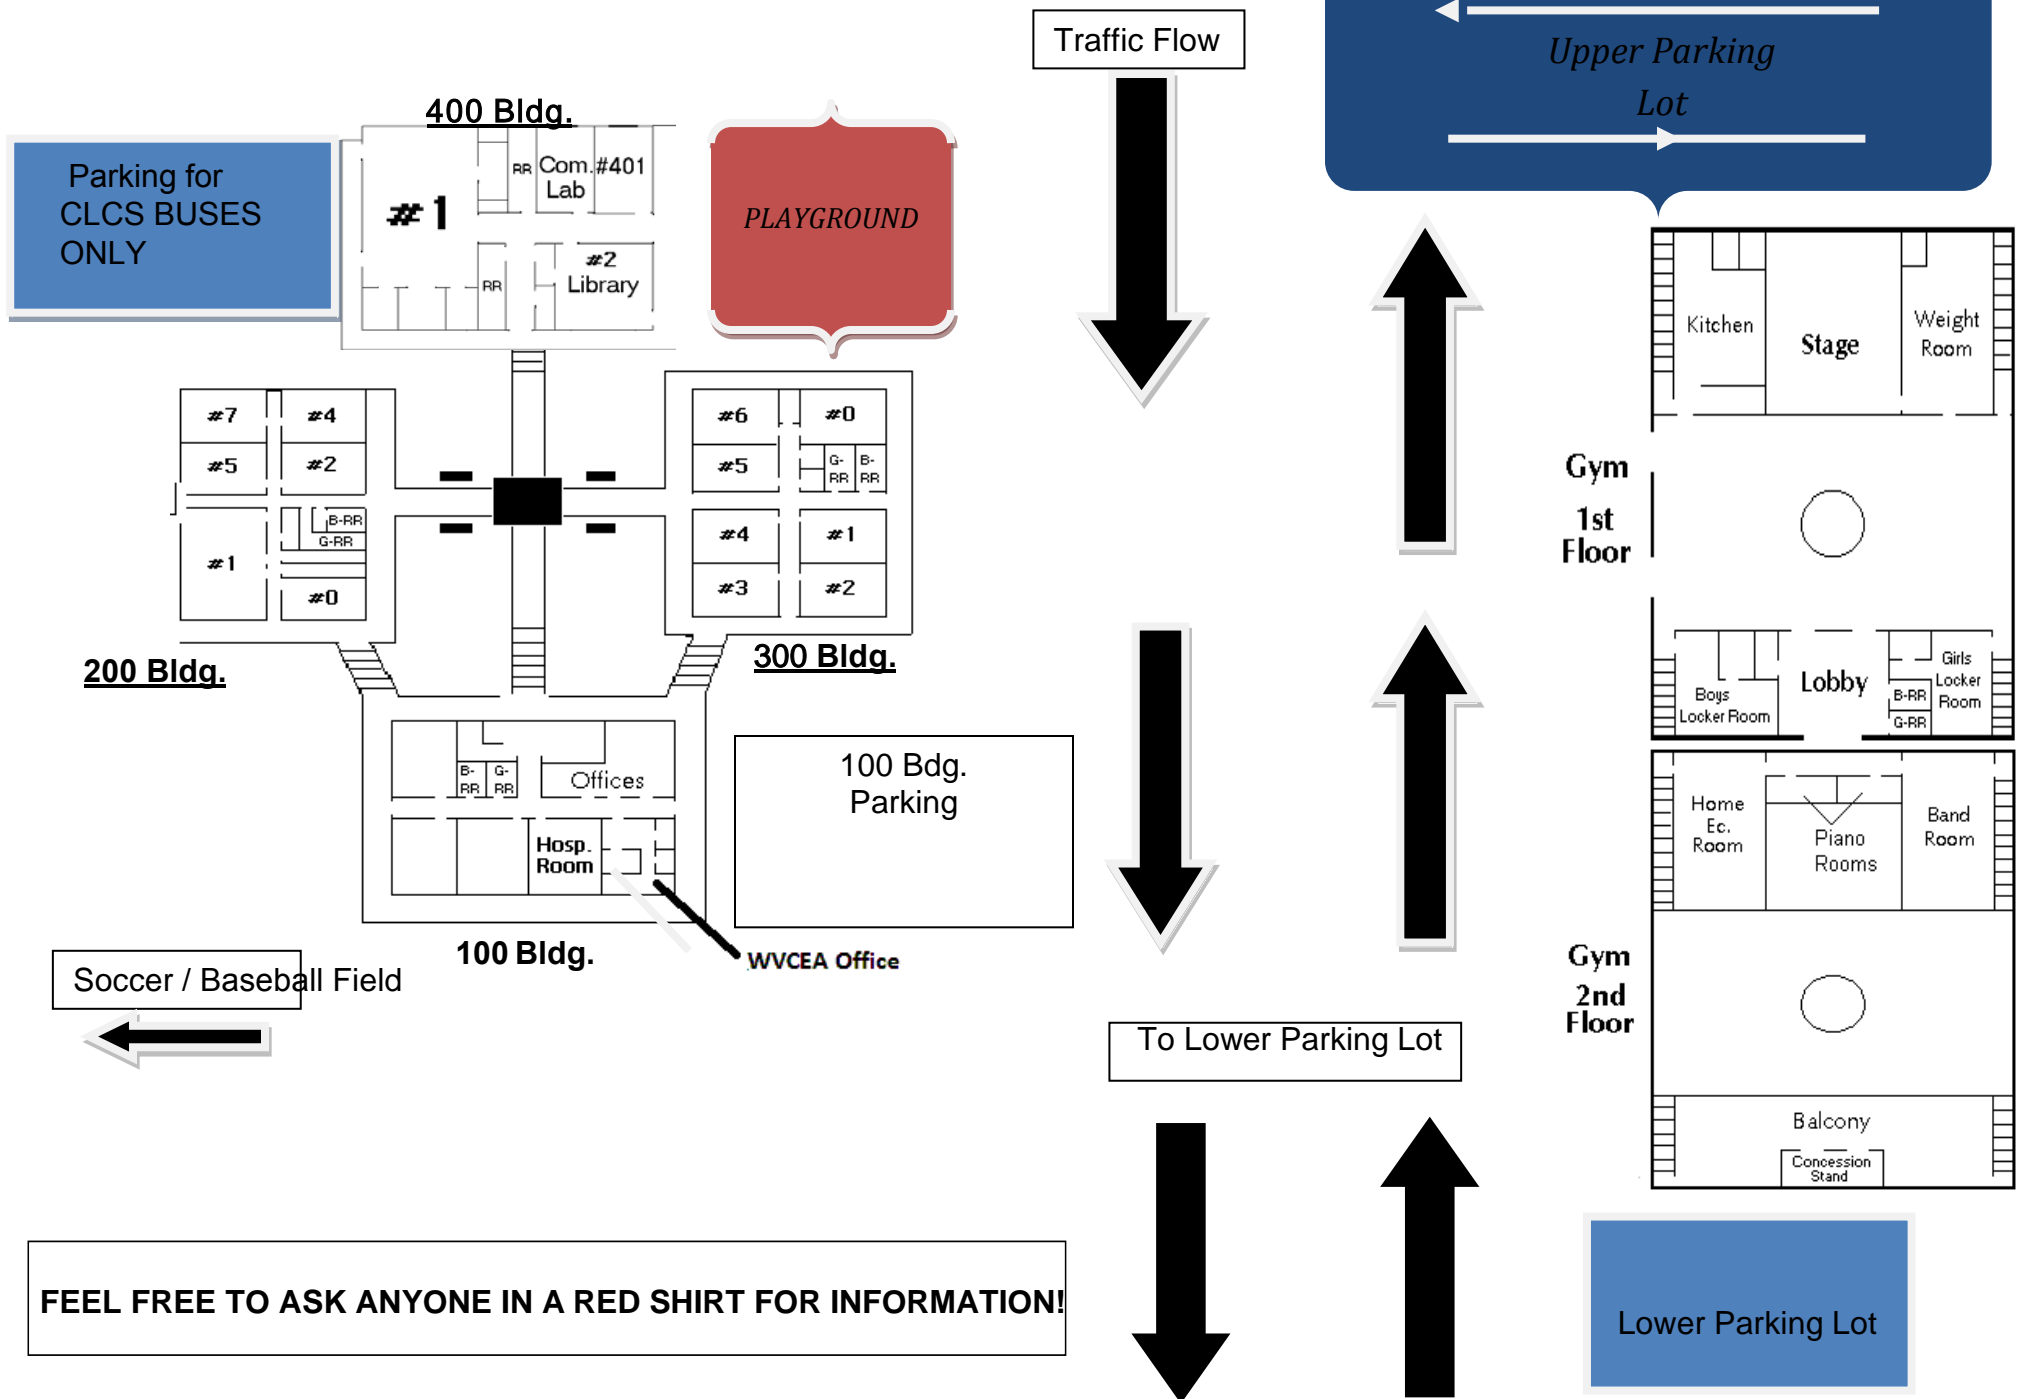 Traffic Flow
Upper Parking
Lot
400 Bldg.
Parking for
CLCS BUSES
ONLY
#1
RR
Com.
Lab
#401
RR
#2
Library
PLAYGROUND
#7
#4
#5
#2
B-RR
G-RR
#1
#0
200 Bldg.
#6
#0
#5
G-
RR
B-
RR
#4
#1
#3
#2
300 Bldg.
B-
RR
G-
RR
Offices
Hosp.
Room
100 Bldg.
WVCEA Office
100 Bdg.
Parking
Soccer / Baseball Field
To Lower Parking Lot
Kitchen
Stage
Weight
Room
Gym
1st
Floor
Boys
Locker Room
Lobby
B-RR
G-RR
Girls
Locker
Room
Home
Ec.
Room
Piano
Rooms
Band
Room
Gym
2nd
Floor
Balcony
Concession
Stand
FEEL FREE TO ASK ANYONE IN A RED SHIRT FOR INFORMATION!
Lower Parking Lot